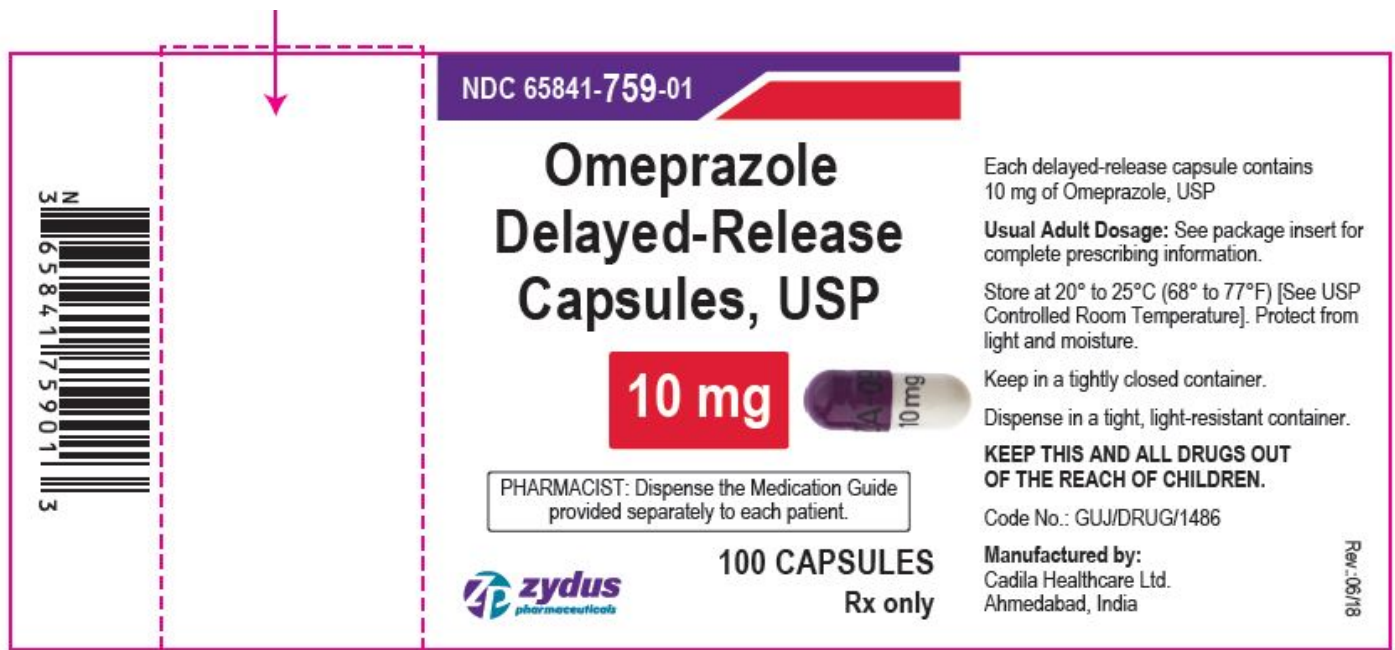 N
3 65841 75901 3
NDC 65841-759-01
Omeprazole
Delayed-Release
Capsules, USP
10 mg
10 mg
PHARMACIST: Dispense the Medication Guide
provided separately to each patient.
zydus
pharmaceuticals
100 CAPSULES
Rx only
Each delayed-release capsule contains
10 mg of Omeprazole, USP
Usual Adult Dosage: See package insert for
complete prescribing information.
Store at 20° to 25°C (68° to 77°F) [See USP
Controlled Room Temperature]. Protect from
light and moisture.
Keep in a tightly closed container.
Dispense in a tight, light-resistant container.
KEEP THIS AND ALL DRUGS OUT
OF THE REACH OF CHILDREN.
Code No.: GUJ/DRUG/1486
Manufactured by:
Cadila Healthcare Ltd.
Ahmedabad, India
Rev.:06/18